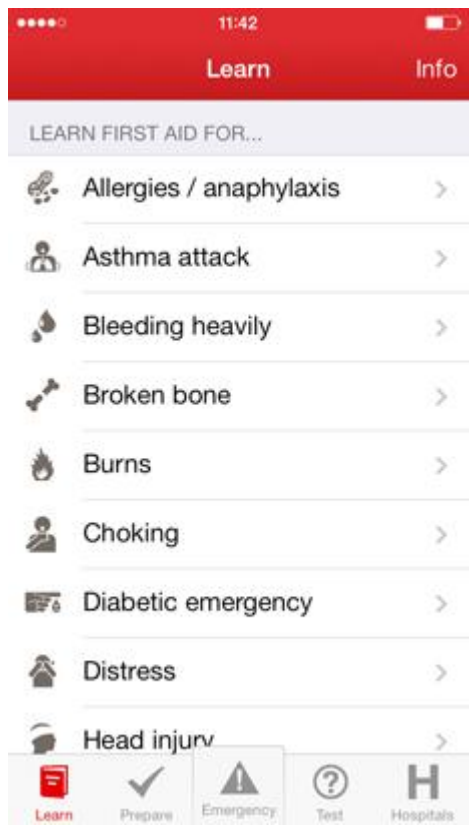 11:42
Learn Info
LEARN FIRST AID FOR...
Allergies / anaphylaxis
Asthma attack
Bleeding heavily
Broken bone
Burns
Choking
Diabetic emergency
Distress
Head injury
Learn Prepare Emergency Test Hospitals